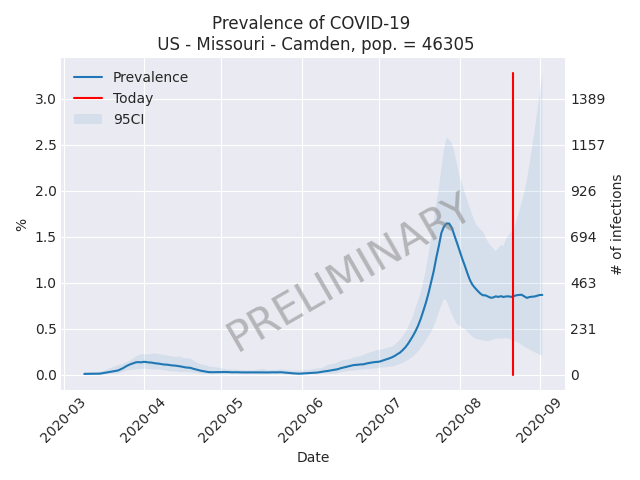 Prevalence of COVID-19
US - Missouri - Camden, pop. = 46305
Prevalence
Today
95CI
PRELIMINARY
3.0
2.5
2.0
1.5
1.0
0.5
0.0
%
1389
1157
926
694
463
231
0
# of infections
2020-03
2020-04
2020-05
2020-06
2020-07
2020-08
2020-09
Date